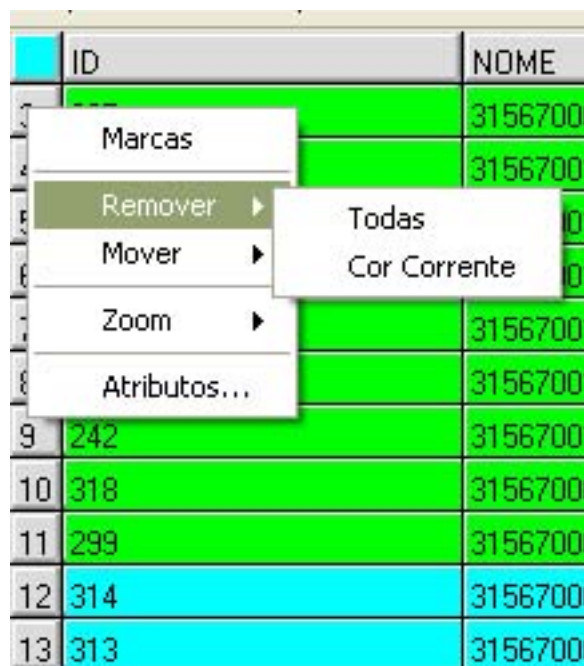 ID NOME
3156700
Marcas
3156700
Remover
Todas
Mover
Cor Corrente
Zoom
3156700
3156700
Atributos...
9 242 3156700
10 318 3156700
11 299 3156700
12 314 3156700
13 313 3156700